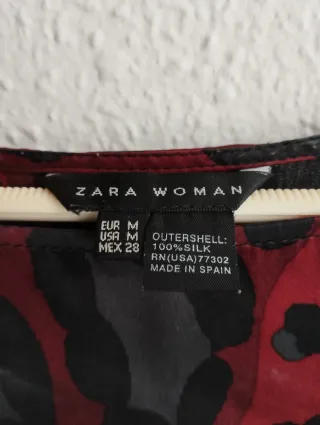 ZARA WOMAN
EUR M
USA M
MEX 28
OUTERSHELL:
100%SILK
RN(USA)77302
MADE IN SPAIN